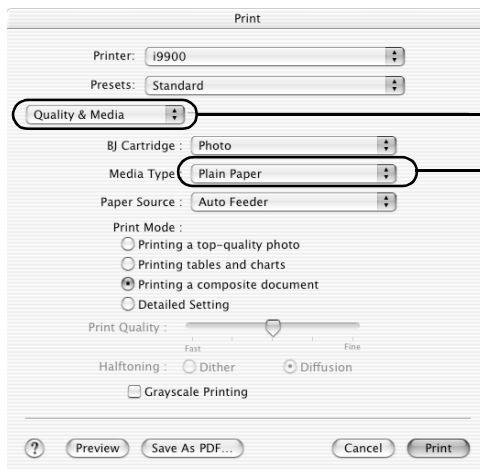 Print
Printer: i9900
Presets: Standard
Quality & Media
BJ Cartridge : Photo
Media Type Plain Paper
Paper Source : Auto Feeder
Print Mode :
Printing a top-quality photo
Printing tables and charts
Printing a composite document
Detailed Setting
Print Quality :
Fast Fine
Halftoning : Dither Diffusion
Grayscale Printing
? Preview Save As PDF... Cancel Print